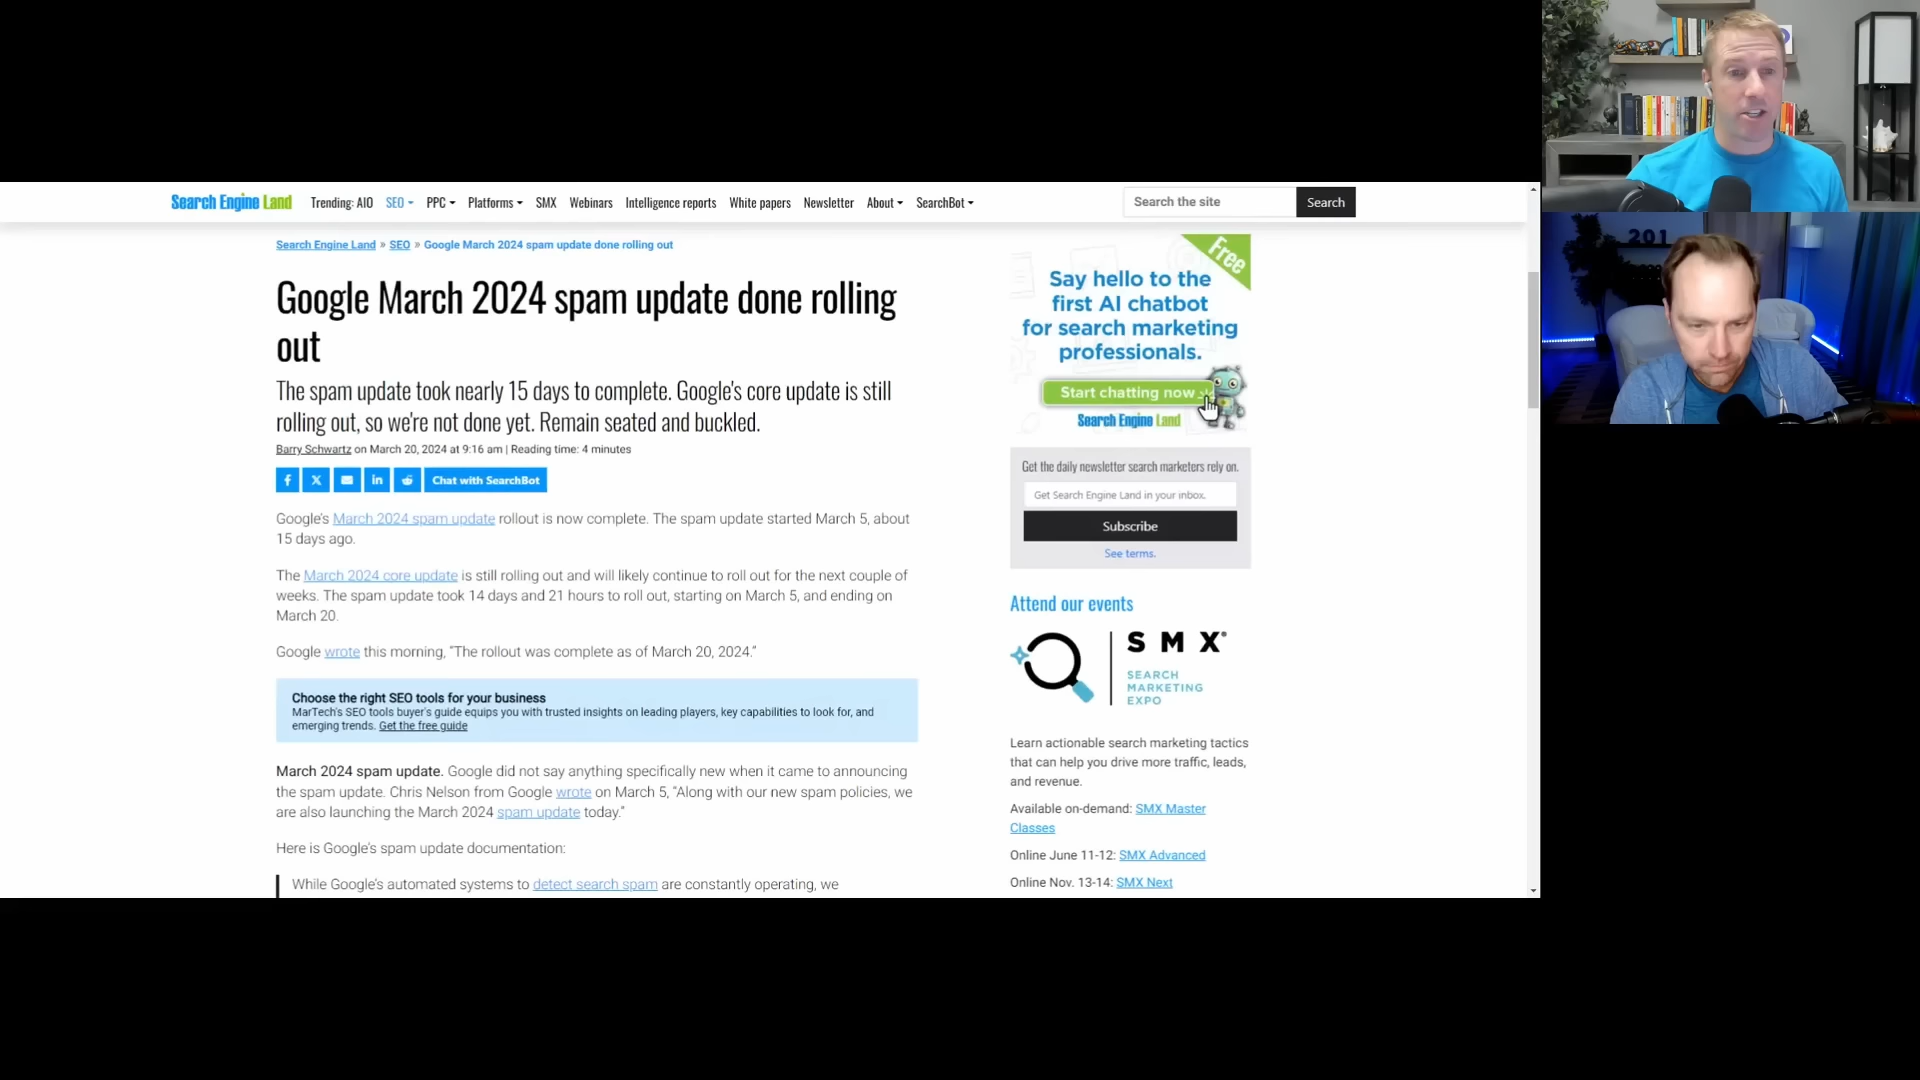 Search Engine Land
Trending: AIO SEO PPC Platforms SMX Webinars Intelligence reports White papers Newsletter About SearchBot
Search the site
Search
Search Engine Land » SEO » Google March 2024 spam update done rolling out
Google March 2024 spam update done rolling
out
The spam update took nearly 15 days to complete. Google's core update is still
rolling out, so we're not done yet. Remain seated and buckled.
Barry Schwartz on March 20, 2024 at 9:16 am | Reading time: 4 minutes
Chat with SearchBot
Google's March 2024 spam update rollout is now complete. The spam update started March 5, about
15 days ago.
The March 2024 core update is still rolling out and will likely continue to roll out for the next couple of
weeks. The spam update took 14 days and 21 hours to roll out, starting on March 5, and ending on
March 20.
Google wrote this morning, “The rollout was complete as of March 20, 2024.”
Choose the right SEO tools for your business
MarTech's SEO tools buyer's guide equips you with trusted insights on leading players, key capabilities to look for, and
emerging trends. Get the free guide
March 2024 spam update. Google did not say anything specifically new when it came to announcing
the spam update. Chris Nelson from Google wrote on March 5, “Along with our new spam policies, we
are also launching the March 2024 spam update today.”
Here is Google's spam update documentation:
While Google's automated systems to detect search spam are constantly operating, we
Free
Say hello to the
first AI chatbot
for search marketing
professionals.
Start chatting now
Search Engine Land
Get the daily newsletter search marketers rely on.
Get Search Engine Land in your inbox.
Subscribe
See terms.
Attend our events
SMX®
SEARCH
MARKETING
EXPO
Learn actionable search marketing tactics
that can help you drive more traffic, leads,
and revenue.
Available on-demand: SMX Master
Classes
Online June 11-12: SMX Advanced
Online Nov. 13-14: SMX Next
201